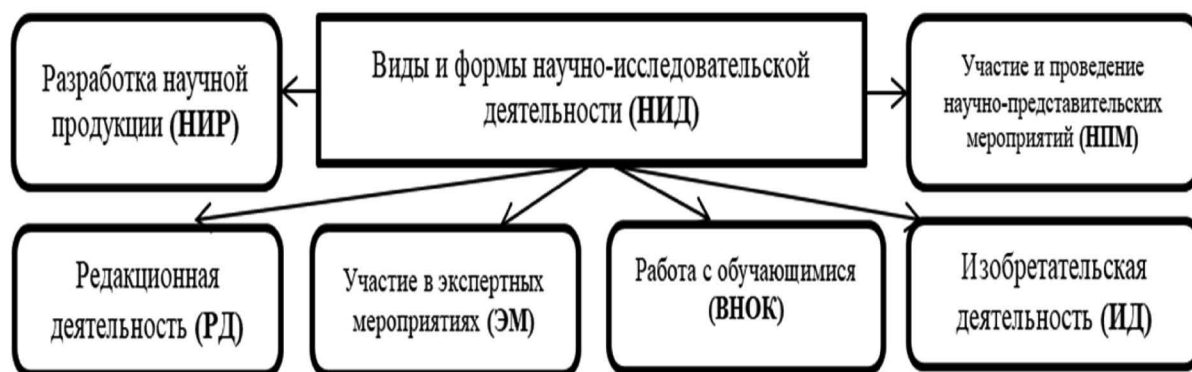 Разработка научной
продукции (НИР)
Виды и формы научно-исследовательской
деятельности (НИД)
Участие и проведение
научно-представительских
мероприятий (НПМ)
Редакционная
деятельность (РД)
Участие в экспертных
мероприятиях (ЭМ)
Работа с обучающимися
(ВНОК)
Изобретательская
деятельность (ИД)